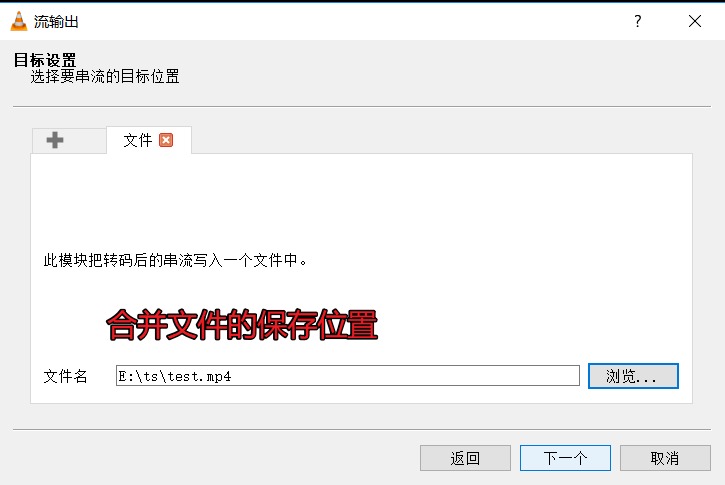 流输出
目标设置
选择要串流的目标位置
文件
此模块把转码后的串流写入一个文件中。
合并文件的保存位置
文件名 E:\ts\test.mp4 浏览...
返回 下一个 取消